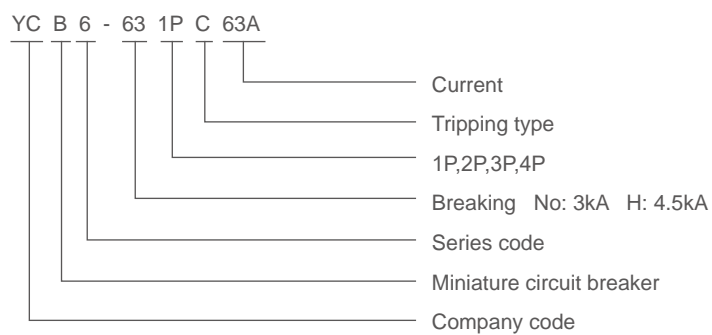 YC B 6 - 63 1P C 63A
Current
Tripping type
1P,2P,3P,4P
Breaking No: 3kA H: 4.5kA
Series code
Miniature circuit breaker
Company code